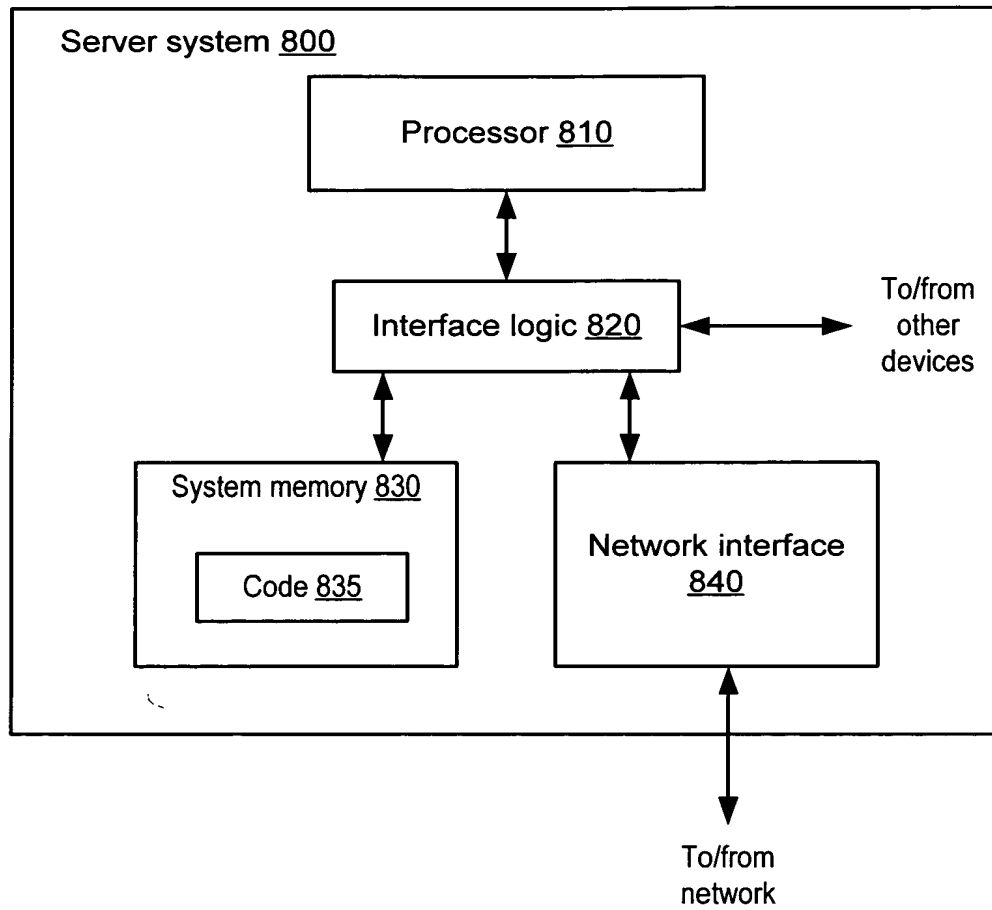 Server system 800
Processor 810
Interface logic 820
To/from
other
devices
System memory 830
Code 835
Network interface
840
To/from
network